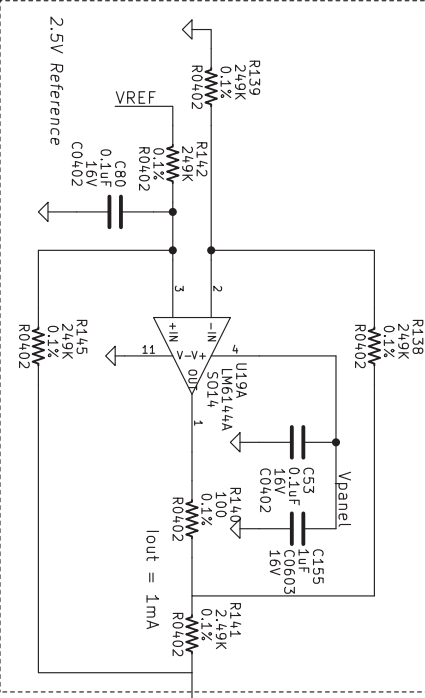 2.5V Reference
VREF
R139
249K
0.1%
R0402
R142
249K
0.1%
R0402
C80
0.1uF
16V
C0402
R145
249K
0.1%
R0402
R138
249K
0.1%
R0402
3
2
+IN
-IN
11
V-
V+
4
OUT
1
U19A
LM6144A
SO14
C53
0.1uF
16V
C0402
Vpanel
C155
1uF
C0603
16V
R140
100
0.1%
R0402
Iout = 1mA
R141
2.49K
0.1%
R0402